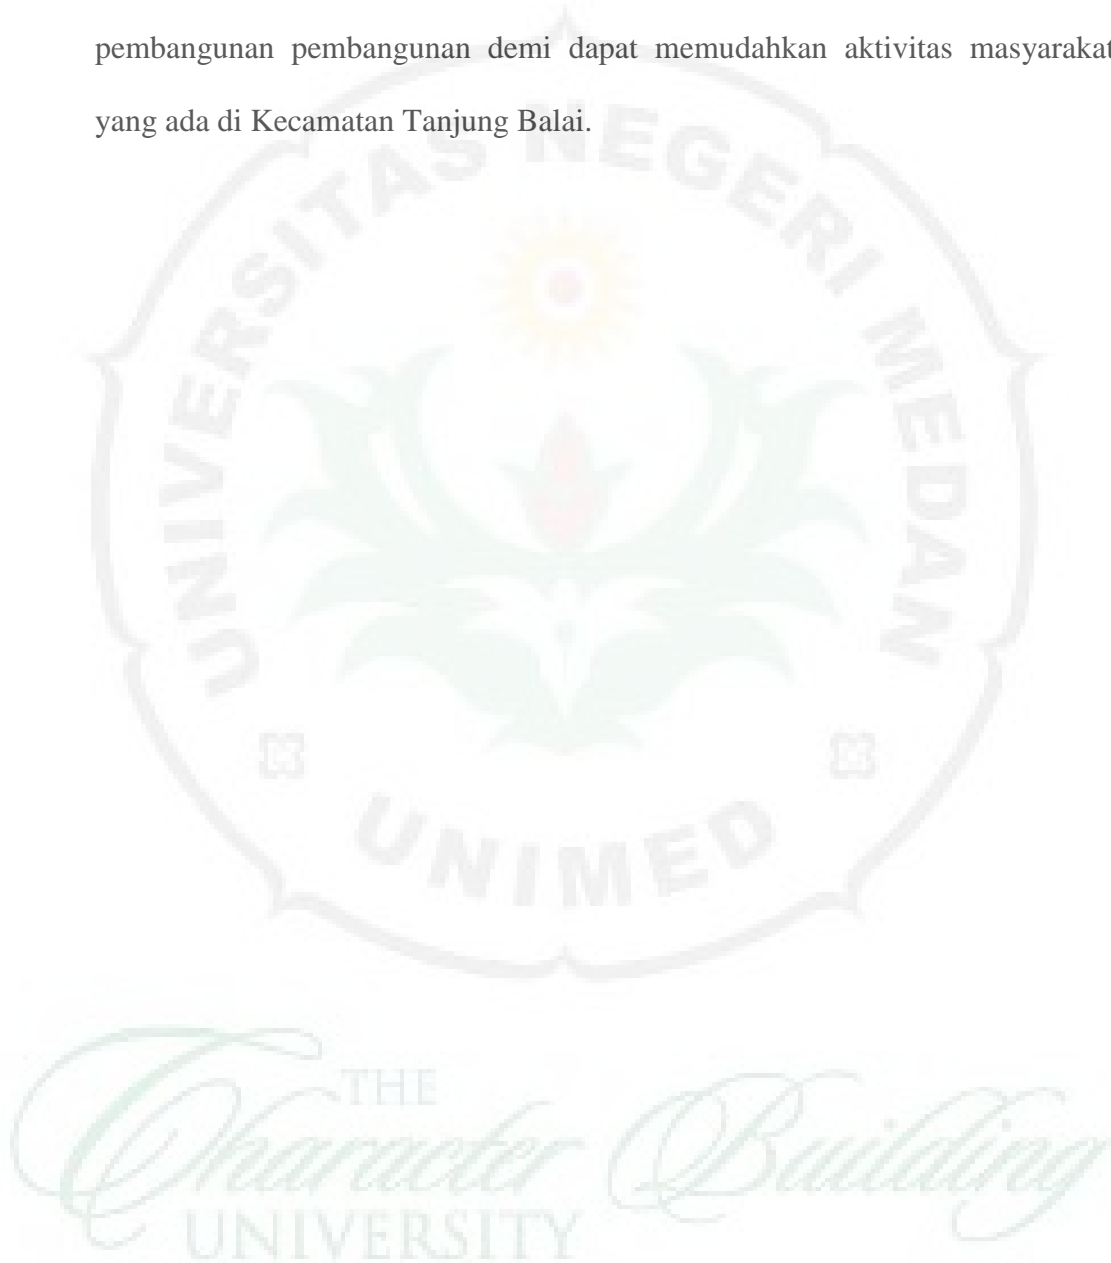 pembangunan pembangunan demi dapat memudahkan aktivitas masyarakat
yang ada di Kecamatan Tanjung Balai.
UNIVERSITAS NEGERI MEDAN
UNIMED
THE
Character Building
UNIVERSITY